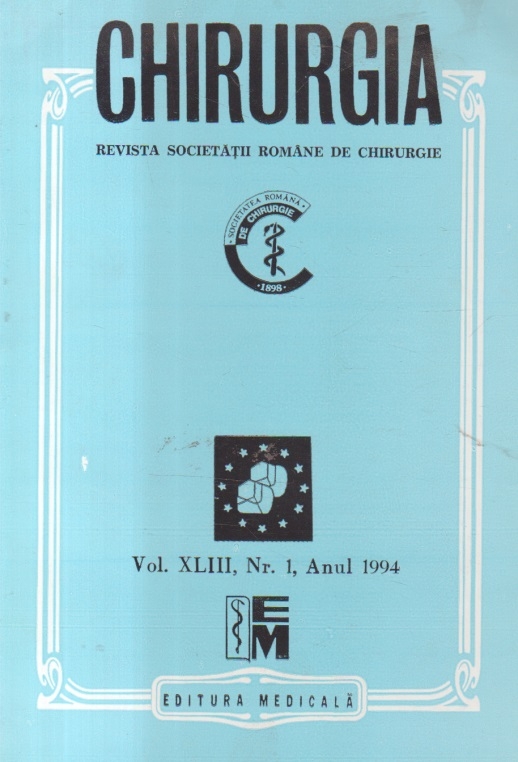 CHIRURGIA
REVISTA SOCIETĂȚII ROMÂNE DE CHIRURGIE
· SOCIETATEA ROMÂNĂ ·
DE CHIRURGIE
· 1898 ·
Vol. XLIII, Nr. 1, Anul 1994
EM
EDITURA MEDICALĂ